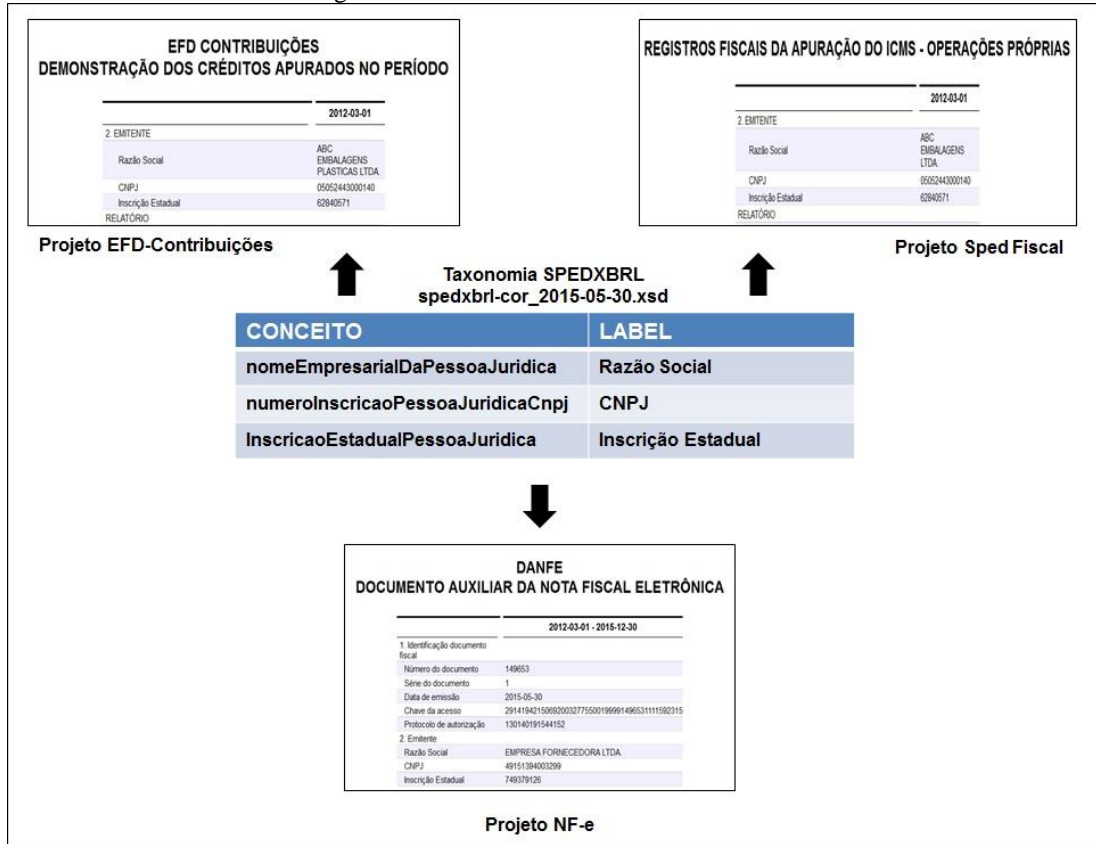 EFD CONTRIBUIÇÕES
DEMONSTRAÇÃO DOS CRÉDITOS APURADOS NO PERÍODO
2012-03-01
2. EMITENTE
Razão Social
ABC
EMBALAGENS
PLASTICAS LTDA.
CNPJ 05052443000140
Inscrição Estadual 62840571
RELATÓRIO
Projeto EFD-Contribuições
REGISTROS FISCAIS DA APURAÇÃO DO ICMS - OPERAÇÕES PRÓPRIAS
2012-03-01
2. EMITENTE
Razão Social
ABC
EMBALAGENS
LTDA
CNPJ 05052443000140
Inscrição Estadual 62840571
RELATÓRIO
Projeto Sped Fiscal
Taxonomia SPEDXBRL
spedxbrl-cor_2015-05-30.xsd
CONCEITO LABEL
nomeEmpresarialDaPessoaJuridica Razão Social
numeroInscricaoPessoaJuridicaCnpj CNPJ
InscricaoEstadualPessoaJuridica Inscrição Estadual
DANFE
DOCUMENTO AUXILIAR DA NOTA FISCAL ELETRÔNICA
2012-03-01 - 2015-12-30
1. Identificação documento
fiscal
Número do documento 149653
Série do documento 1
Data de emissão 2015-05-30
Chave da acesso
Protocolo de autorização 130140191544152
2. Emitente
Razão Social EMPRESA FORNECEDORA LTDA.
CNPJ 49151394003299
Inscrição Estadual 749379126
Projeto NF-e